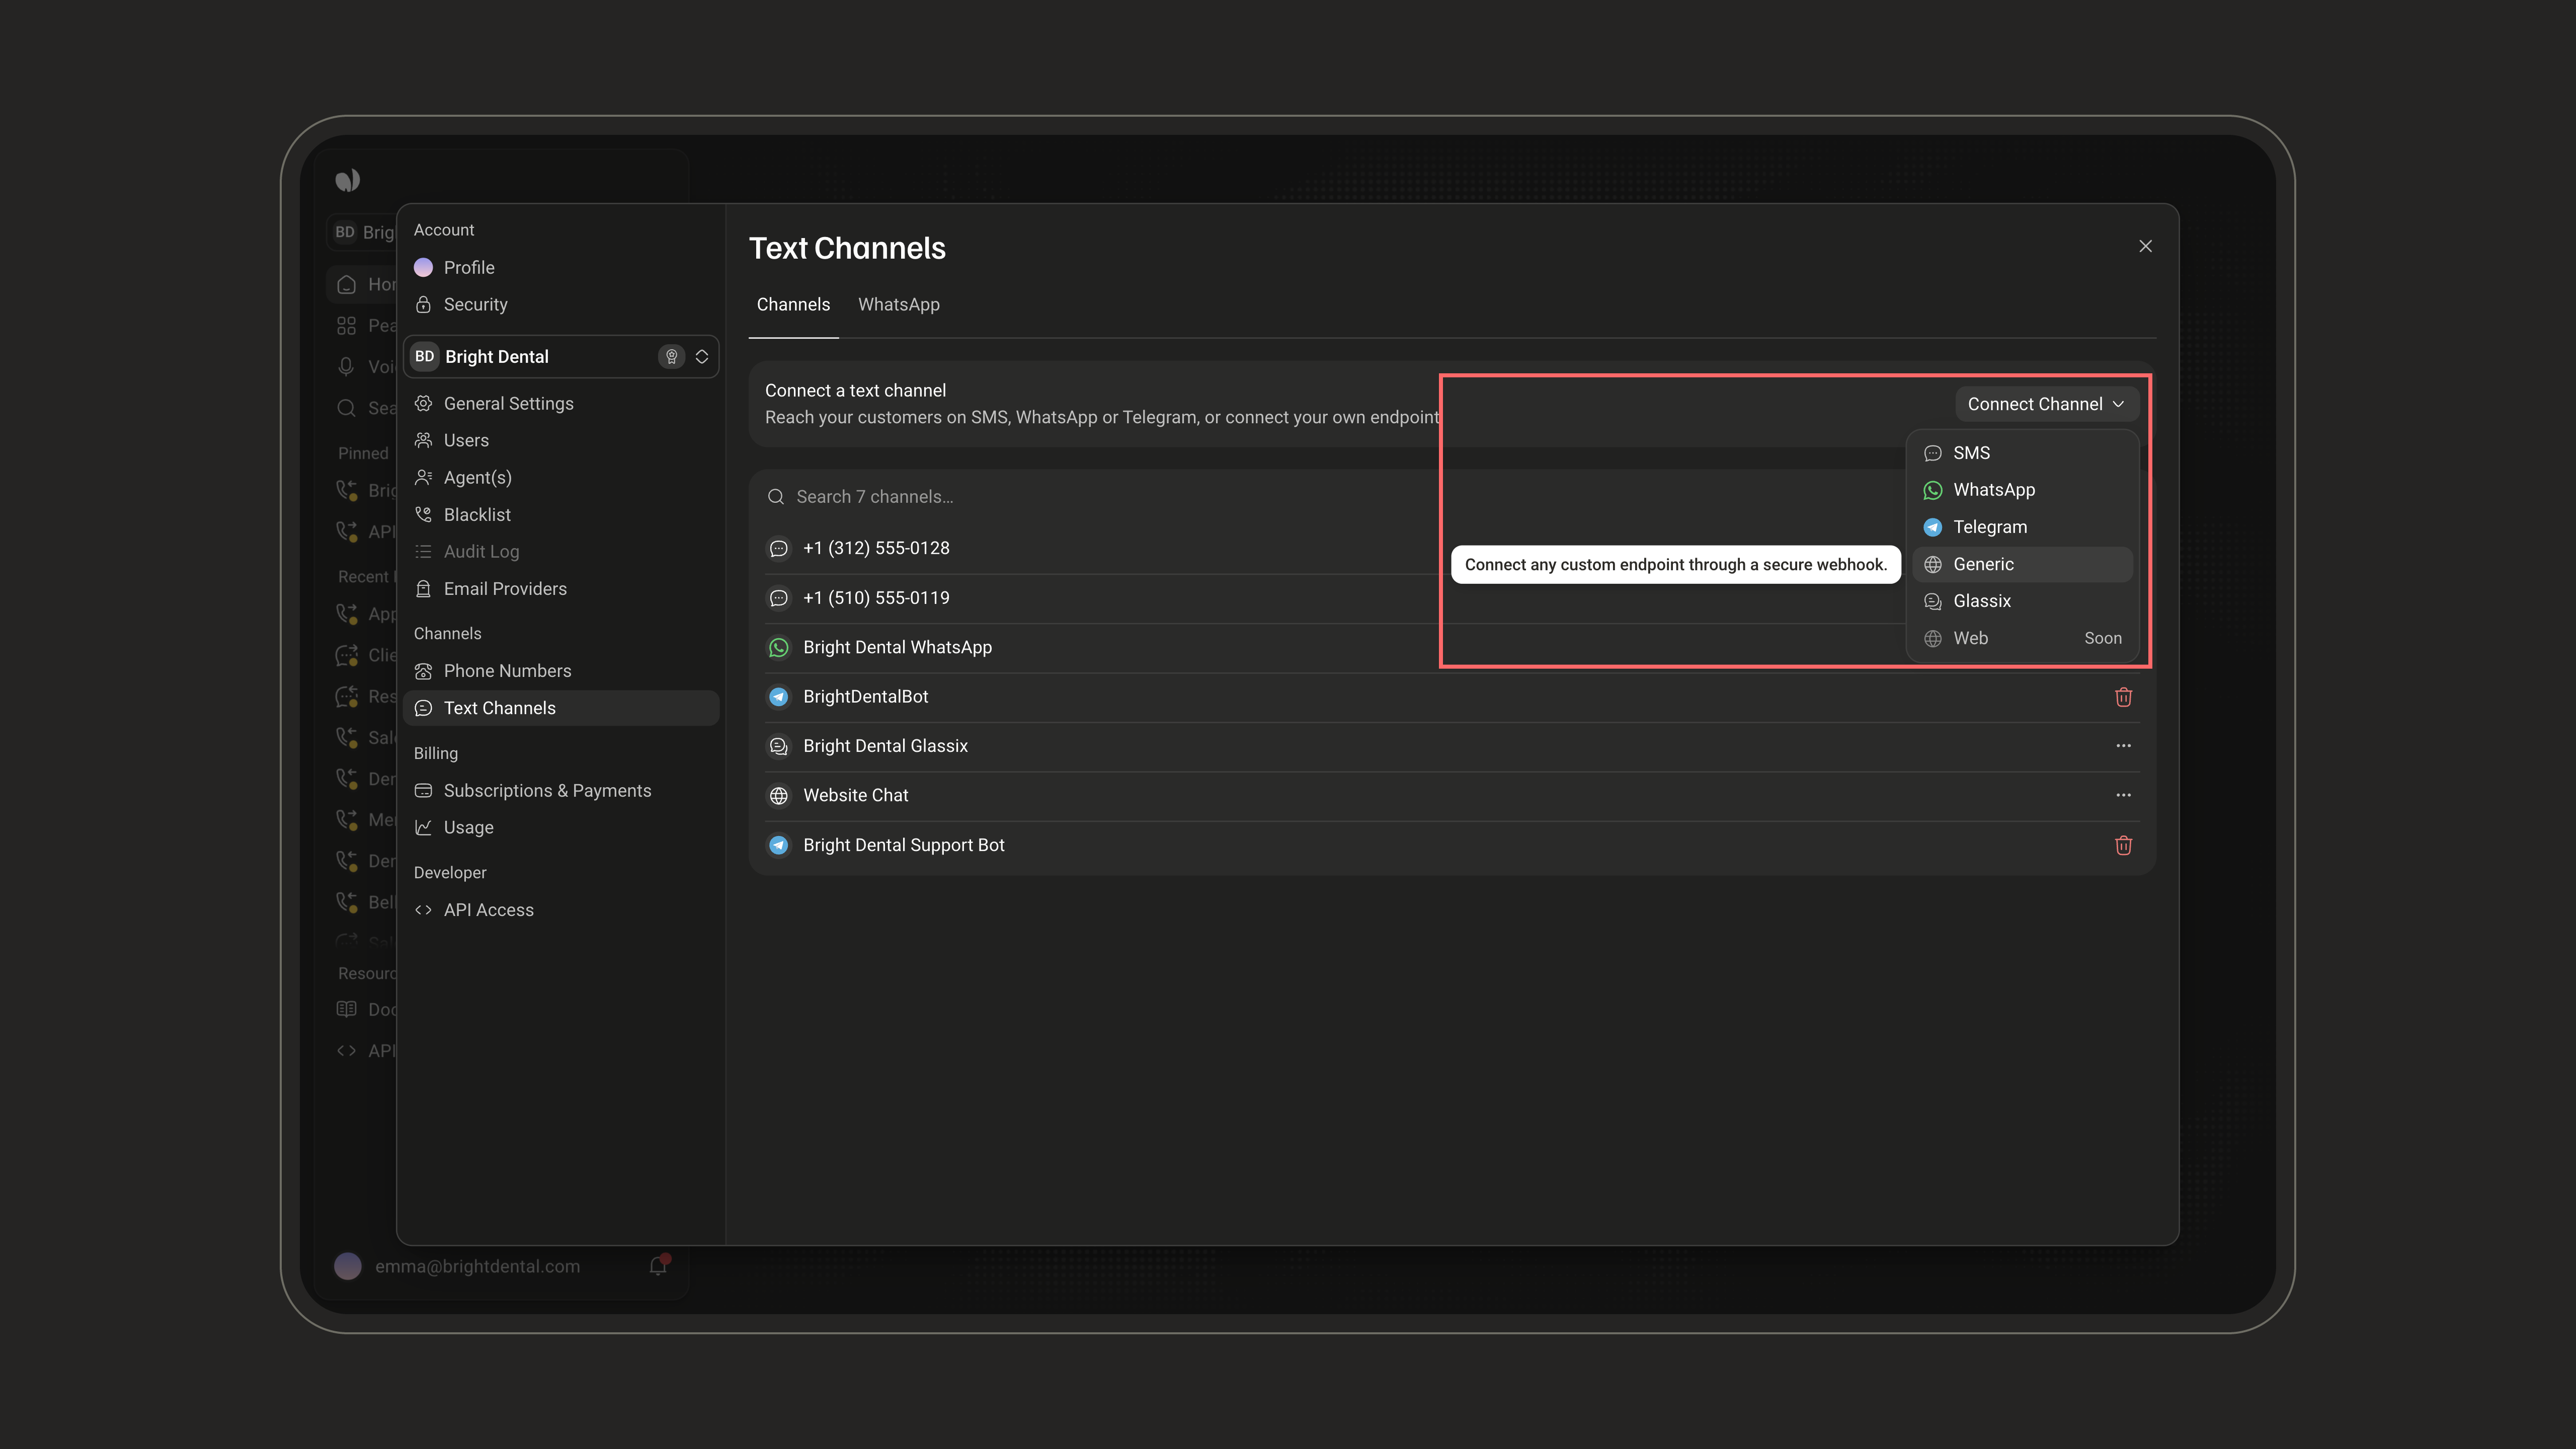 BD
Account
Profile
Security
BD Bright Dental
General Settings
Users
Agent(s)
Blacklist
Audit Log
Email Providers
Channels
Phone Numbers
Text Channels
Billing
Subscriptions & Payments
Usage
Developer
API Access
Pinned
API
API
emma@brightdental.com
Text Channels
Channels WhatsApp
Connect a text channel
Reach your customers on SMS, WhatsApp or Telegram, or connect your own endpoint
Connect Channel
SMS
WhatsApp
Telegram
Generic
Glassix
Web Soon
Connect any custom endpoint through a secure webhook.
Search 7 channels...
+1 (312) 555-0128
+1 (510) 555-0119
Bright Dental WhatsApp
BrightDentalBot
Bright Dental Glassix
Website Chat
Bright Dental Support Bot